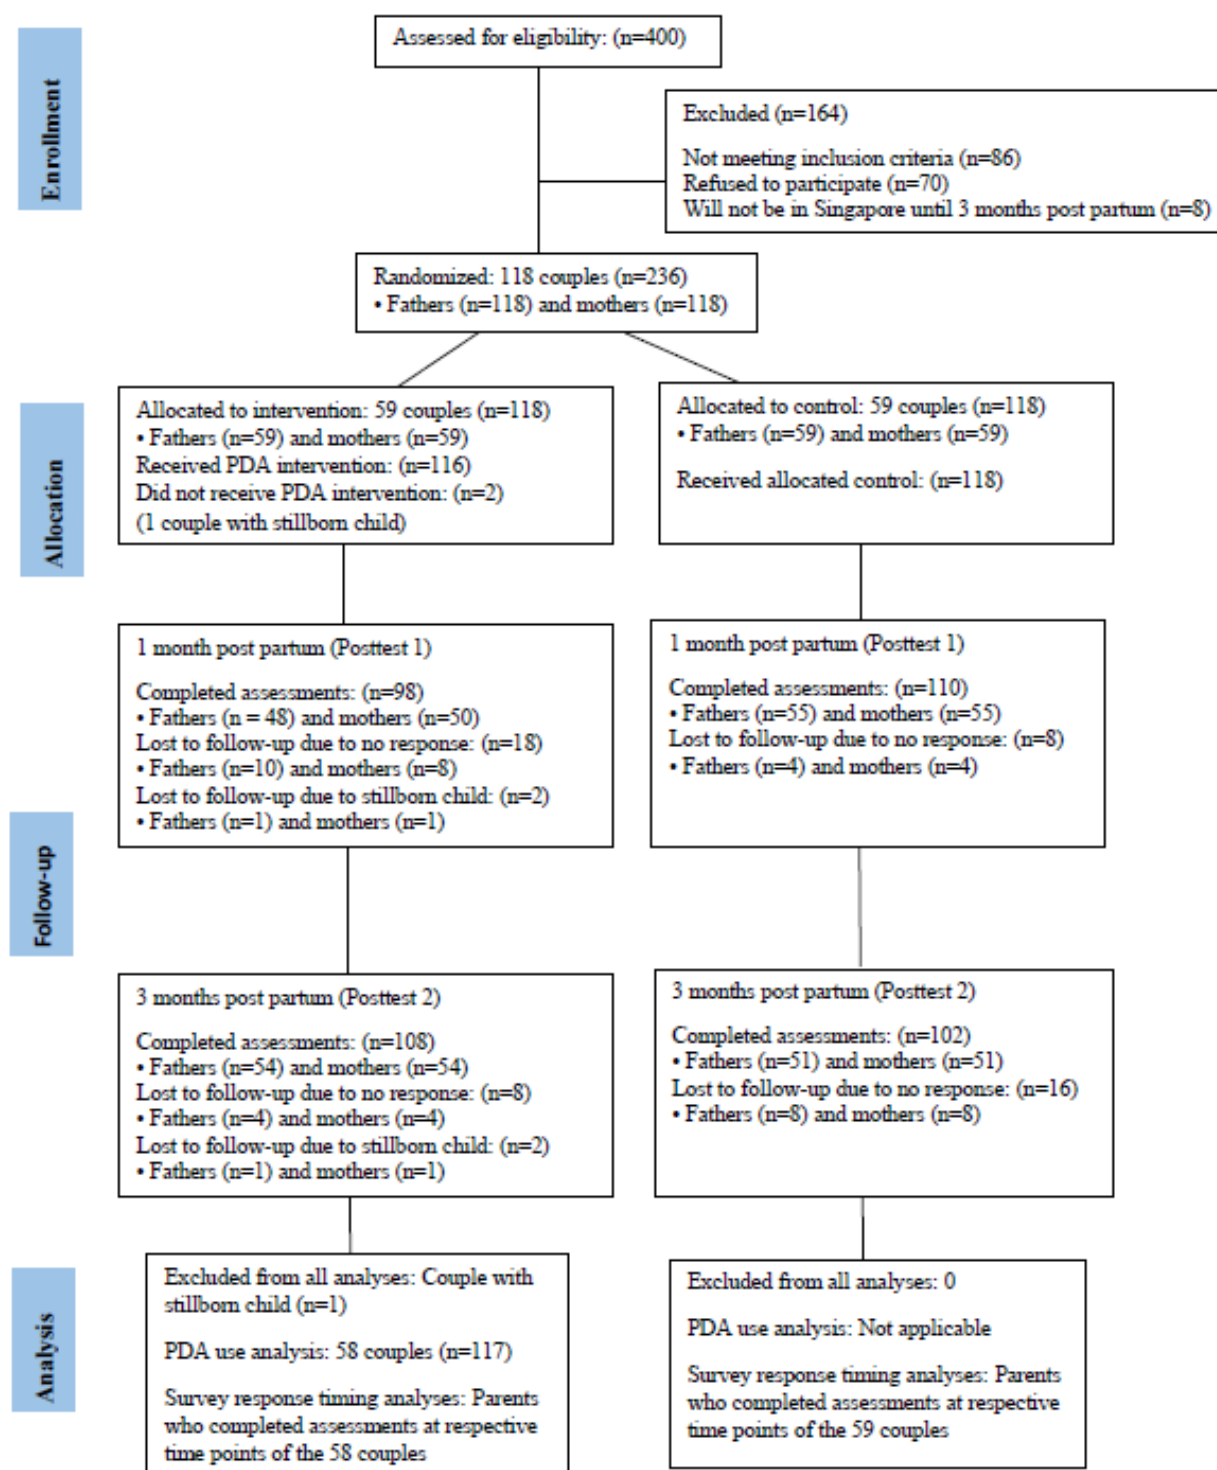 Enrollment
Assessed for eligibility: (n=400)
Excluded (n=164)
Not meeting inclusion criteria (n=86)
Refused to participate (n=70)
Will not be in Singapore until 3 months post partum (n=8)
Randomized: 118 couples (n=236)
• Fathers (n=118) and mothers (n=118)
Allocation
Allocated to intervention: 59 couples (n=118)
• Fathers (n=59) and mothers (n=59)
Received PDA intervention: (n=116)
Did not receive PDA intervention: (n=2)
(1 couple with stillborn child)
Allocated to control: 59 couples (n=118)
• Fathers (n=59) and mothers (n=59)
Received allocated control: (n=118)
Follow-up
1 month post partum (Posttest 1)
Completed assessments: (n=98)
• Fathers (n = 48) and mothers (n=50)
Lost to follow-up due to no response: (n=18)
• Fathers (n=10) and mothers (n=8)
Lost to follow-up due to stillborn child: (n=2)
• Fathers (n=1) and mothers (n=1)
1 month post partum (Posttest 1)
Completed assessments: (n=110)
• Fathers (n=55) and mothers (n=55)
Lost to follow-up due to no response: (n=8)
• Fathers (n=4) and mothers (n=4)
3 months post partum (Posttest 2)
Completed assessments: (n=108)
• Fathers (n=54) and mothers (n=54)
Lost to follow-up due to no response: (n=8)
• Fathers (n=4) and mothers (n=4)
Lost to follow-up due to stillborn child: (n=2)
• Fathers (n=1) and mothers (n=1)
3 months post partum (Posttest 2)
Completed assessments: (n=102)
• Fathers (n=51) and mothers (n=51)
Lost to follow-up due to no response: (n=16)
• Fathers (n=8) and mothers (n=8)
Analysis
Excluded from all analyses: Couple with
stillborn child (n=1)
PDA use analysis: 58 couples (n=117)
Survey response timing analyses: Parents
who completed assessments at respective
time points of the 58 couples
Excluded from all analyses: 0
PDA use analysis: Not applicable
Survey response timing analyses: Parents
who completed assessments at respective
time points of the 59 couples